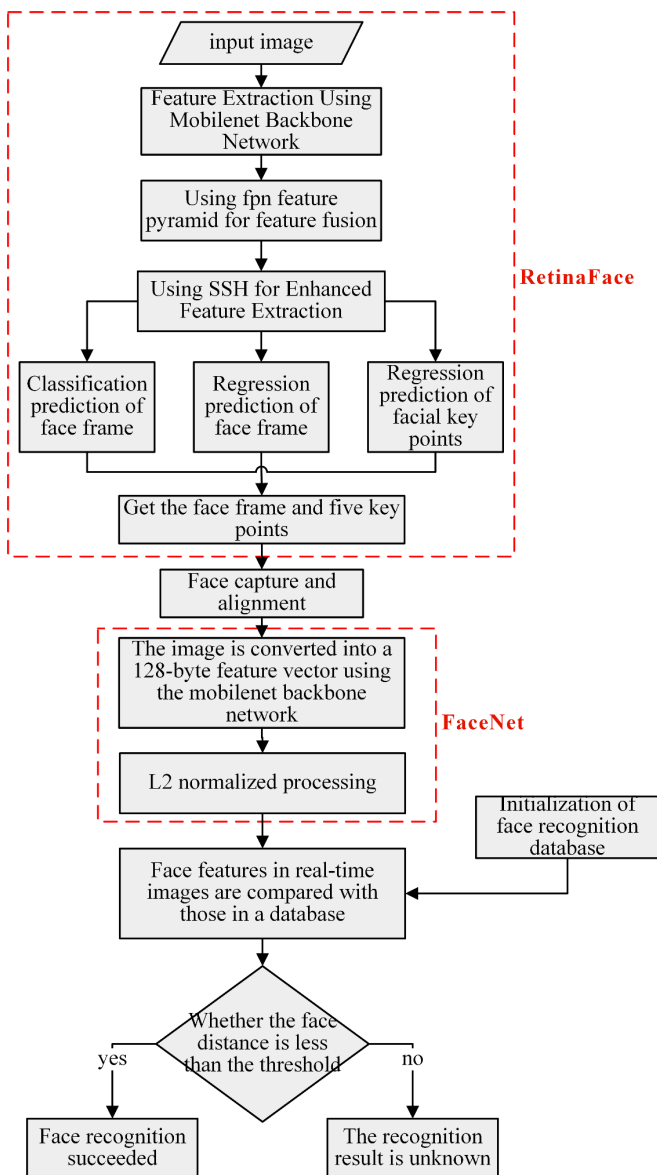 input image
Feature Extraction Using
Mobilenet Backbone
Network
Using fpn feature
pyramid for feature fusion
RetinaFace
Using SSH for Enhanced
Feature Extraction
Classification
prediction of
face frame
Regression
prediction of
face frame
Regression
prediction of
facial key
points
Get the face frame and five key
points
Face capture and
alignment
The image is converted into a
128-byte feature vector using
the mobilenet backbone
network
FaceNet
L2 normalized processing
Initialization of
face recognition
database
Face features in real-time
images are compared with
those in a database
Whether the face
distance is less
than the threshold
yes
no
Face recognition
succeeded
The recognition
result is unknown